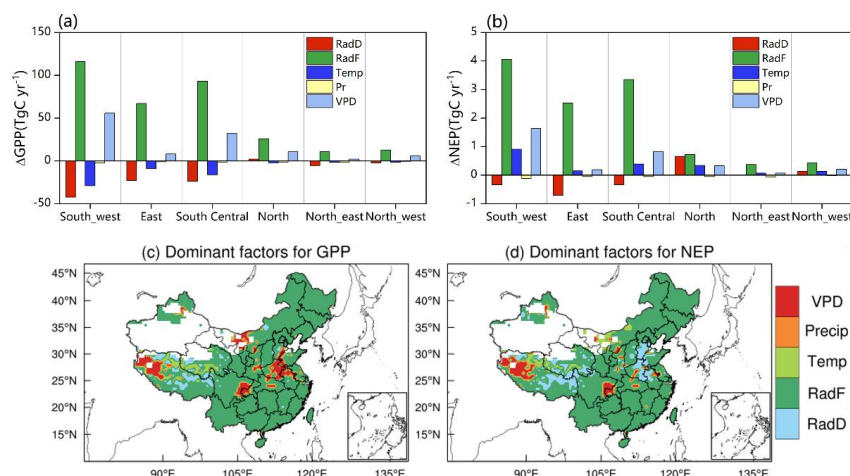 (a)
RadD
RadF
Temp
Pr
VPD
ΔGPP(TgC yr⁻¹)
150
100
50
0
-50
South_west East South Central North North_east North_west
(b)
RadD
RadF
Temp
Pr
VPD
ΔNEP(TgC yr⁻¹)
5
4
3
2
1
0
-1
South_west East South Central North North_east North_west
(c) Dominant factors for GPP
45°N
40°N
35°N
30°N
25°N
20°N
15°N
90°E 105°E 120°E 135°E
(d) Dominant factors for NEP
45°N
40°N
35°N
30°N
25°N
20°N
15°N
90°E 105°E 120°E 135°E
VPD
Precip
Temp
RadF
RadD